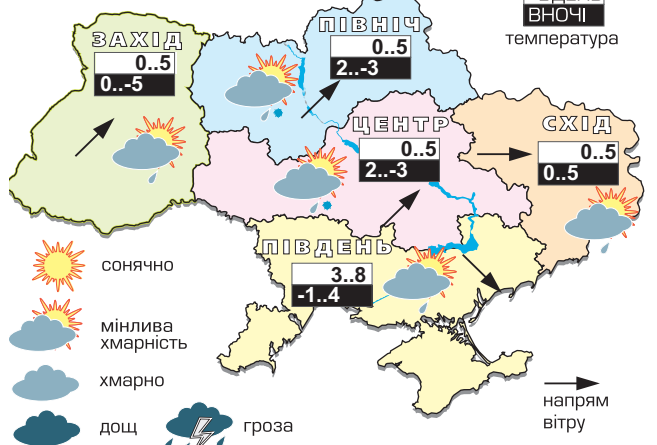 ВНОЧІ
температура
ПІВНІЧ
0..5
2..-3
ЗАХІД
0..5
0..-5
ЦЕНТР
0..5
2..-3
СХІД
0..5
0..5
ПІВДЕНЬ
3..8
-1..4
сонячно
мінлива
хмарність
хмарно
дощ
гроза
напрям
вітру